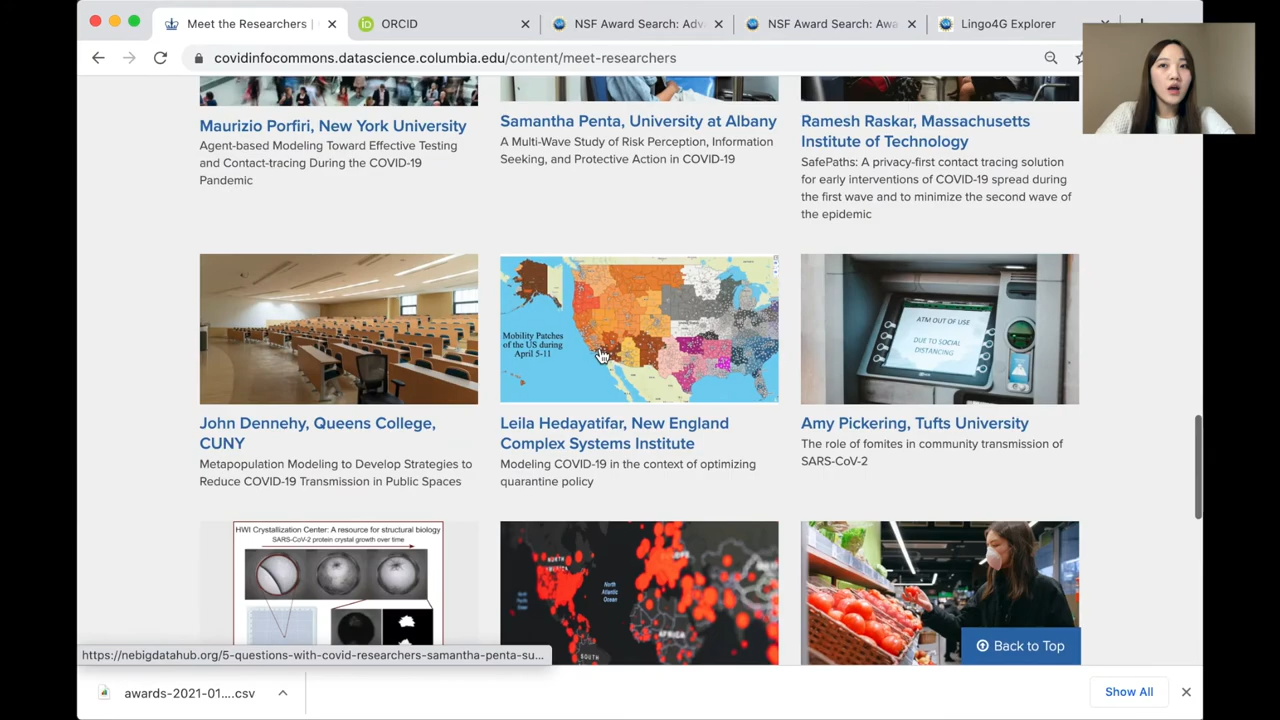 Meet the Researchers |
ORCID
NSF Award Search: Adv
NSF Award Search: Awa
Lingo4G Explorer
covidinfocommons.datascience.columbia.edu/content/meet-researchers
Maurizio Porfiri, New York University
Agent-based Modeling Toward Effective Testing
and Contact-tracing During the COVID-19
Pandemic
Samantha Penta, University at Albany
A Multi-Wave Study of Risk Perception, Information
Seeking, and Protective Action in COVID-19
Ramesh Raskar, Massachusetts
Institute of Technology
SafePaths: A privacy-first contact tracing solution
for early interventions of COVID-19 spread during
the first wave and to minimize the second wave of
the epidemic
Mobility Patches
of the US during
April 5-11
ATM OUT OF USE
DUE TO SOCIAL
DISTANCING
John Dennehy, Queens College,
CUNY
Metapopulation Modeling to Develop Strategies to
Reduce COVID-19 Transmission in Public Spaces
Leila Hedayatifar, New England
Complex Systems Institute
Modeling COVID-19 in the context of optimizing
quarantine policy
Amy Pickering, Tufts University
The role of fomites in community transmission of
SARS-CoV-2
HWI Crystallization Center: A resource for structural biology
SARS-CoV-2 protein crystal growth over time
NORTH
AMERICA
North
Atlantic
Ocean
AFRICA
Back to Top
https://nebigdatahub.org/5-questions-with-covid-researchers-samantha-penta-su...
awards-2021-01....csv
Show All